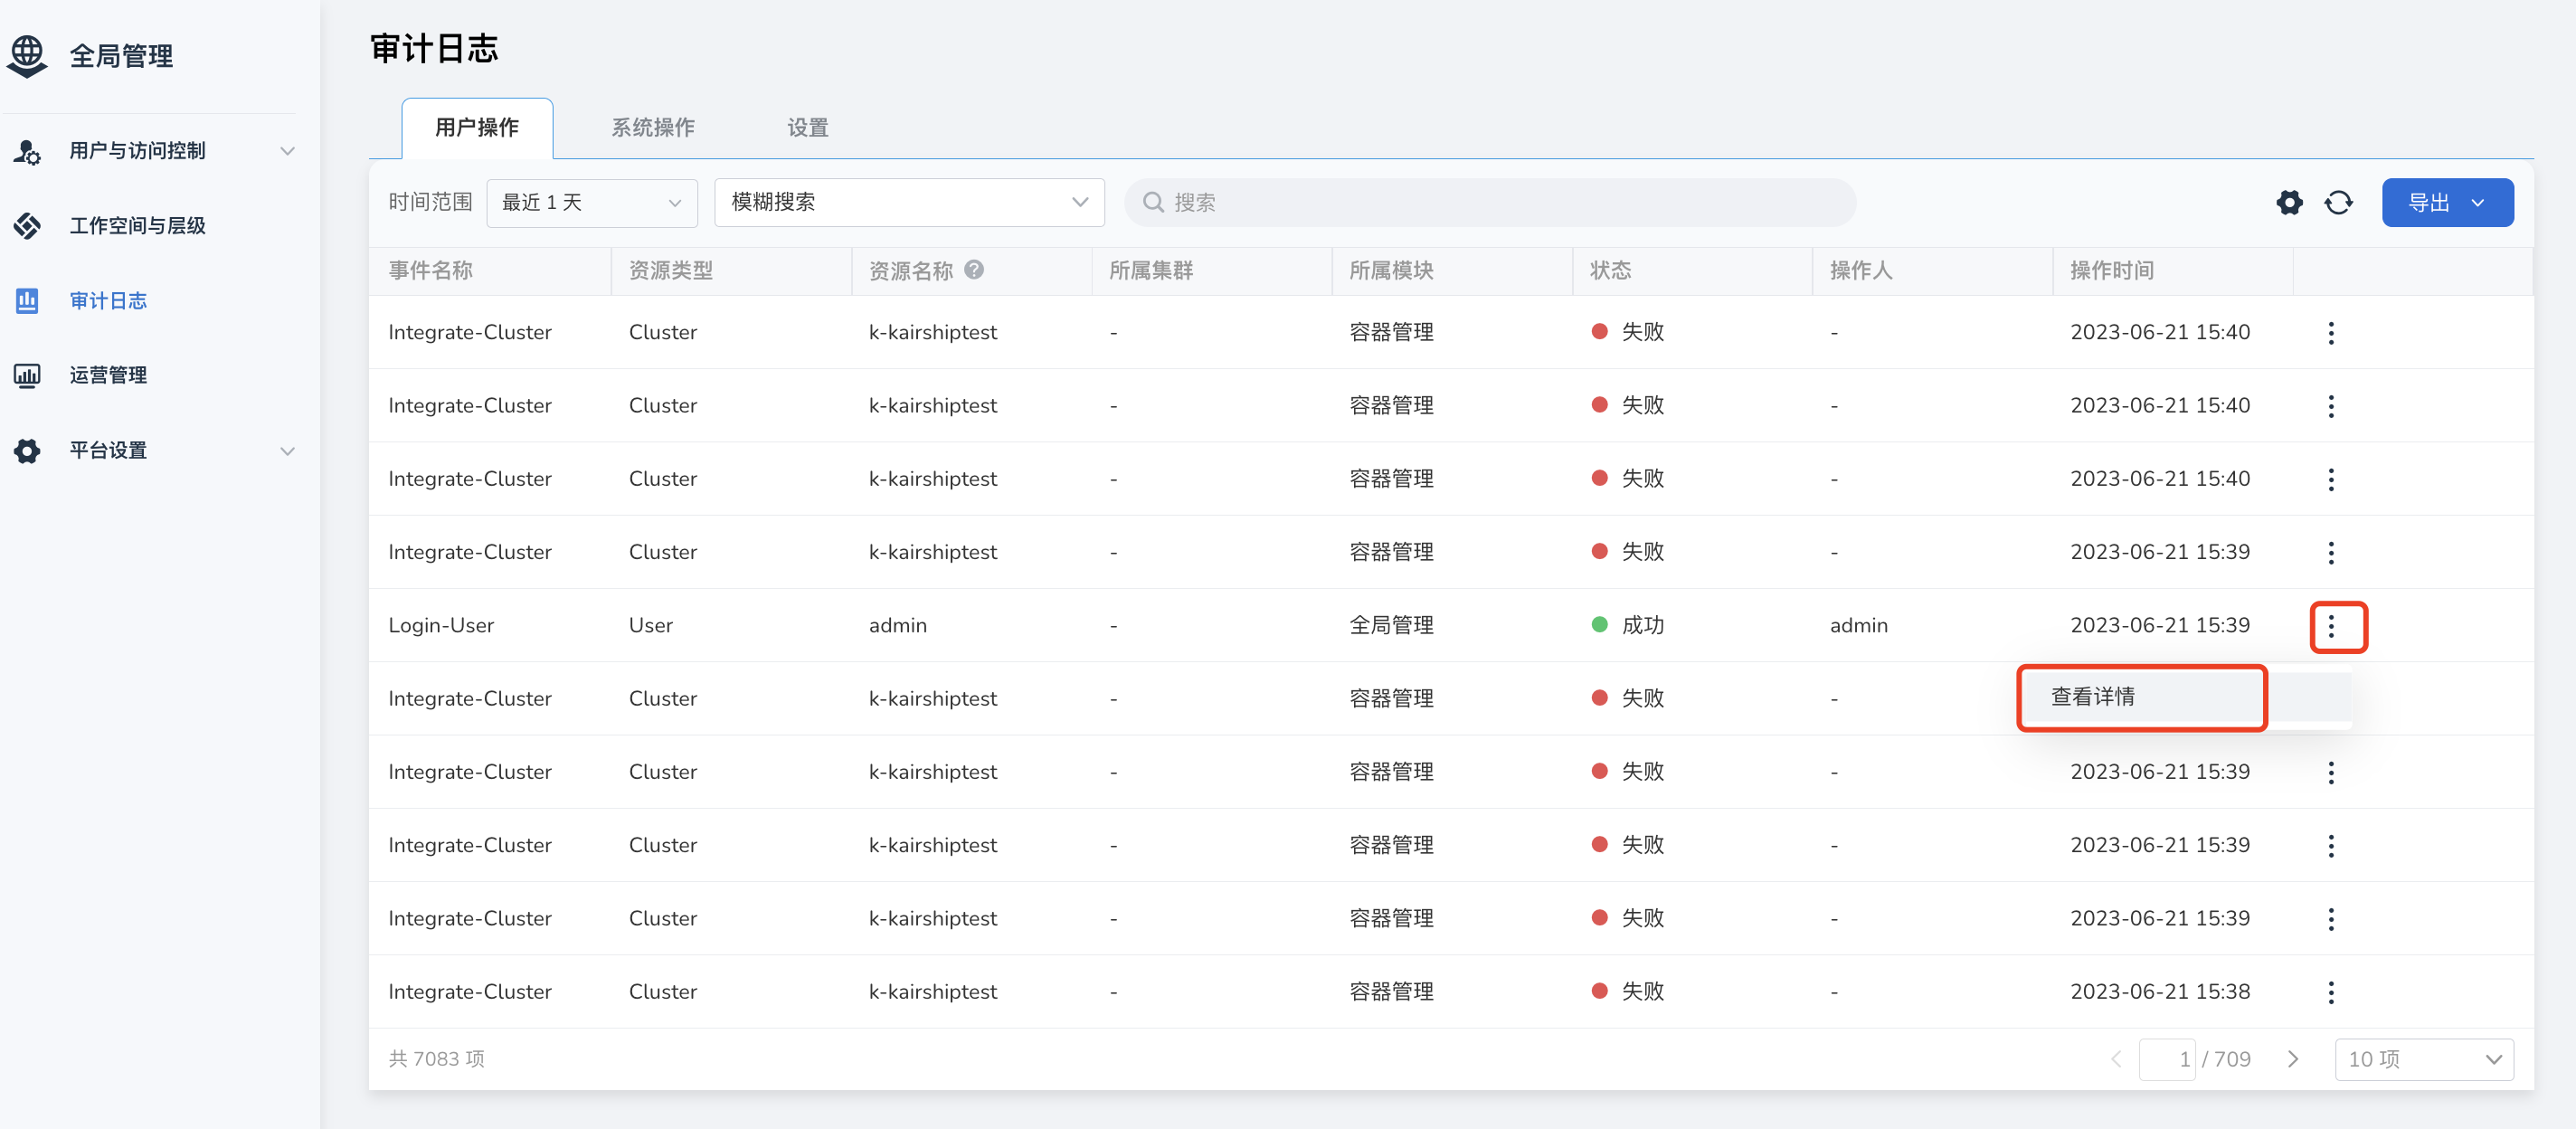 全局管理
用户与访问控制
工作空间与层级
审计日志
运营管理
平台设置
审计日志
用户操作 系统操作 设置
时间范围 最近 1 天 模糊搜索 搜索 导出
事件名称 资源类型 资源名称 ? 所属集群 所属模块 状态 操作人 操作时间
Integrate-Cluster Cluster k-kairshiptest - 容器管理 失败 - 2023-06-21 15:40
Integrate-Cluster Cluster k-kairshiptest - 容器管理 失败 - 2023-06-21 15:40
Integrate-Cluster Cluster k-kairshiptest - 容器管理 失败 - 2023-06-21 15:40
Integrate-Cluster Cluster k-kairshiptest - 容器管理 失败 - 2023-06-21 15:39
Login-User User admin - 全局管理 成功 admin 2023-06-21 15:39
Integrate-Cluster Cluster k-kairshiptest - 容器管理 失败 - 查看详情
Integrate-Cluster Cluster k-kairshiptest - 容器管理 失败 - 2023-06-21 15:39
Integrate-Cluster Cluster k-kairshiptest - 容器管理 失败 - 2023-06-21 15:39
Integrate-Cluster Cluster k-kairshiptest - 容器管理 失败 - 2023-06-21 15:39
Integrate-Cluster Cluster k-kairshiptest - 容器管理 失败 - 2023-06-21 15:38
共 7083 项 1 / 709 10 项